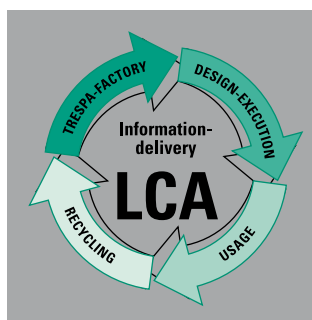 TRESPA-FACTORY
DESIGN-EXECUTION
Information-
delivery
LCA
RECYCLING
USAGE